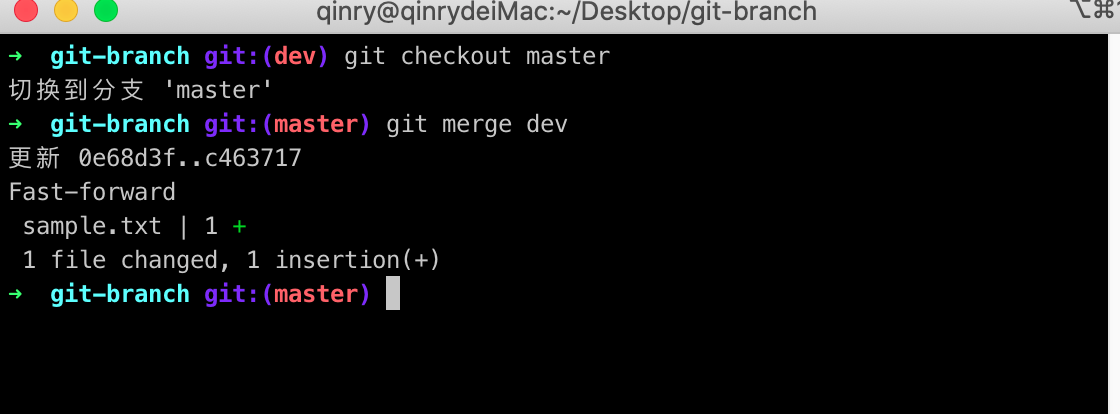 qinry@qinrydeiMac:~/Desktop/git-branch
➜  git-branch git:(dev) git checkout master
切换到分支 'master'
➜  git-branch git:(master) git merge dev
更新 0e68d3f..c463717
Fast-forward
 sample.txt | 1 +
 1 file changed, 1 insertion(+)
➜  git-branch git:(master)